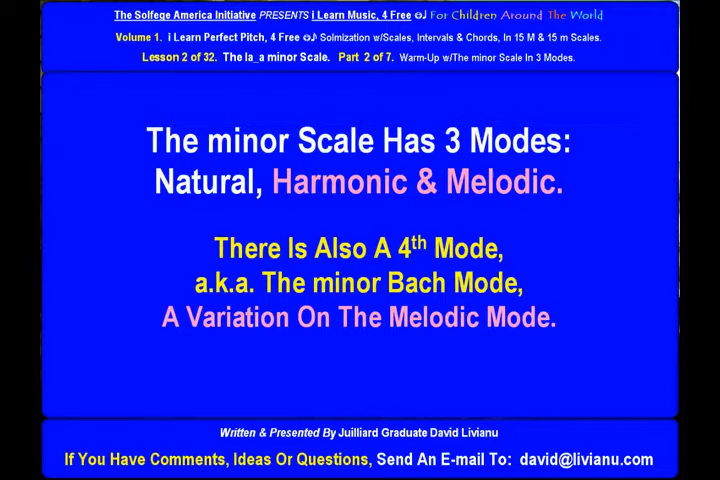 The Solfege America Initiative PRESENTS i Learn Music, 4 Free For Children Around The World
Volume 1. i Learn Perfect Pitch, 4 Free Solmization w/Scales, Intervals & Chords, In 15 M & 15 m Scales.
Lesson 2 of 32. The la_a minor Scale. Part 2 of 7. Warm-Up w/The minor Scale In 3 Modes.
The minor Scale Has 3 Modes:
Natural, Harmonic & Melodic.
There Is Also A 4th Mode,
a.k.a. The minor Bach Mode,
A Variation On The Melodic Mode.
Written & Presented By Juilliard Graduate David Livianu
If You Have Comments, Ideas Or Questions, Send An E-mail To: david@livianu.com